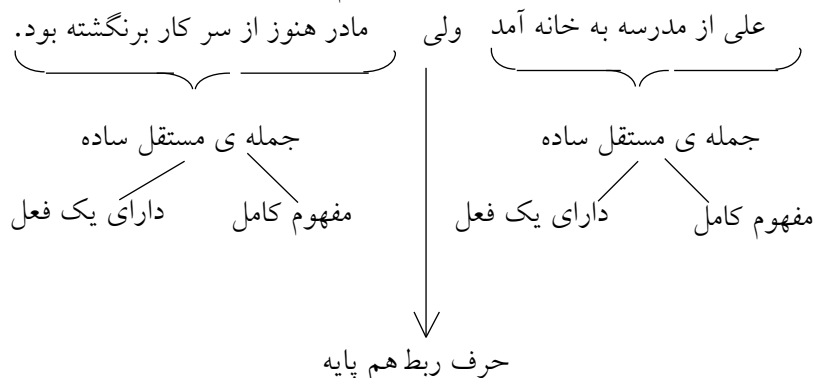 علی از مدرسه به خانه آمد ولی مادر هنوز از سر کار برنگشته بود.
جمله ی مستقل ساده جمله ی مستقل ساده
مفهوم کامل دارای یک فعل مفهوم کامل دارای یک فعل
حرف ربط هم پایه